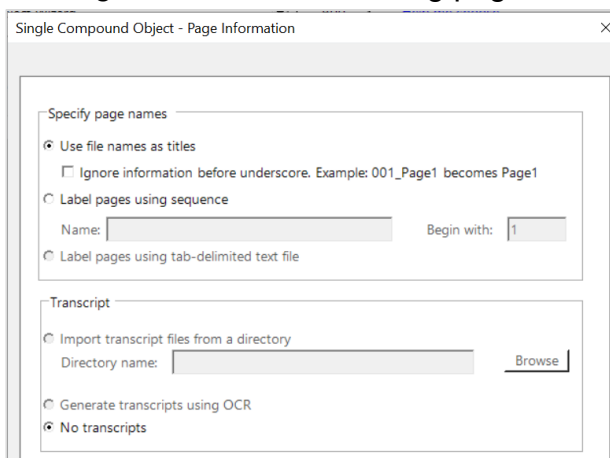 Single Compound Object - Page Information
Specify page names
Use file names as titles
Ignore information before underscore. Example: 001_Page1 becomes Page1
Label pages using sequence
Name: Begin with: 1
Label pages using tab-delimited text file
Transcript
Import transcript files from a directory
Directory name: Browse
Generate transcripts using OCR
No transcripts